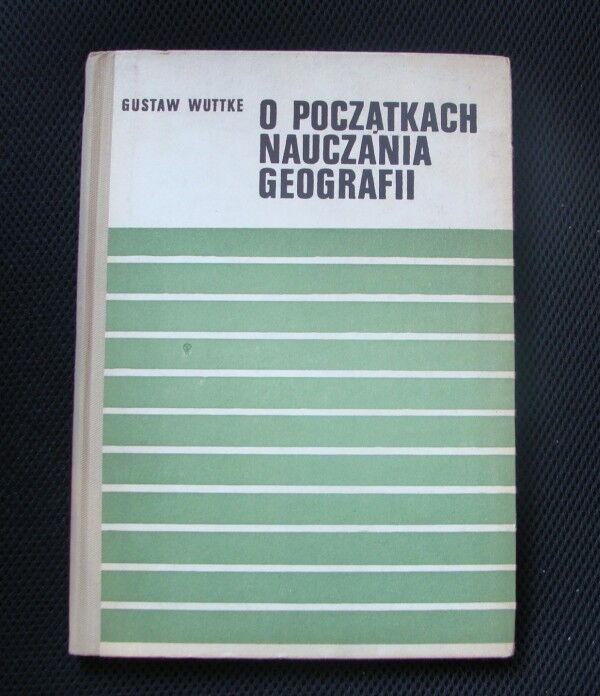 GUSTAW WUTTKE
O POCZĄTKACH
NAUCZANIA
GEOGRAFII